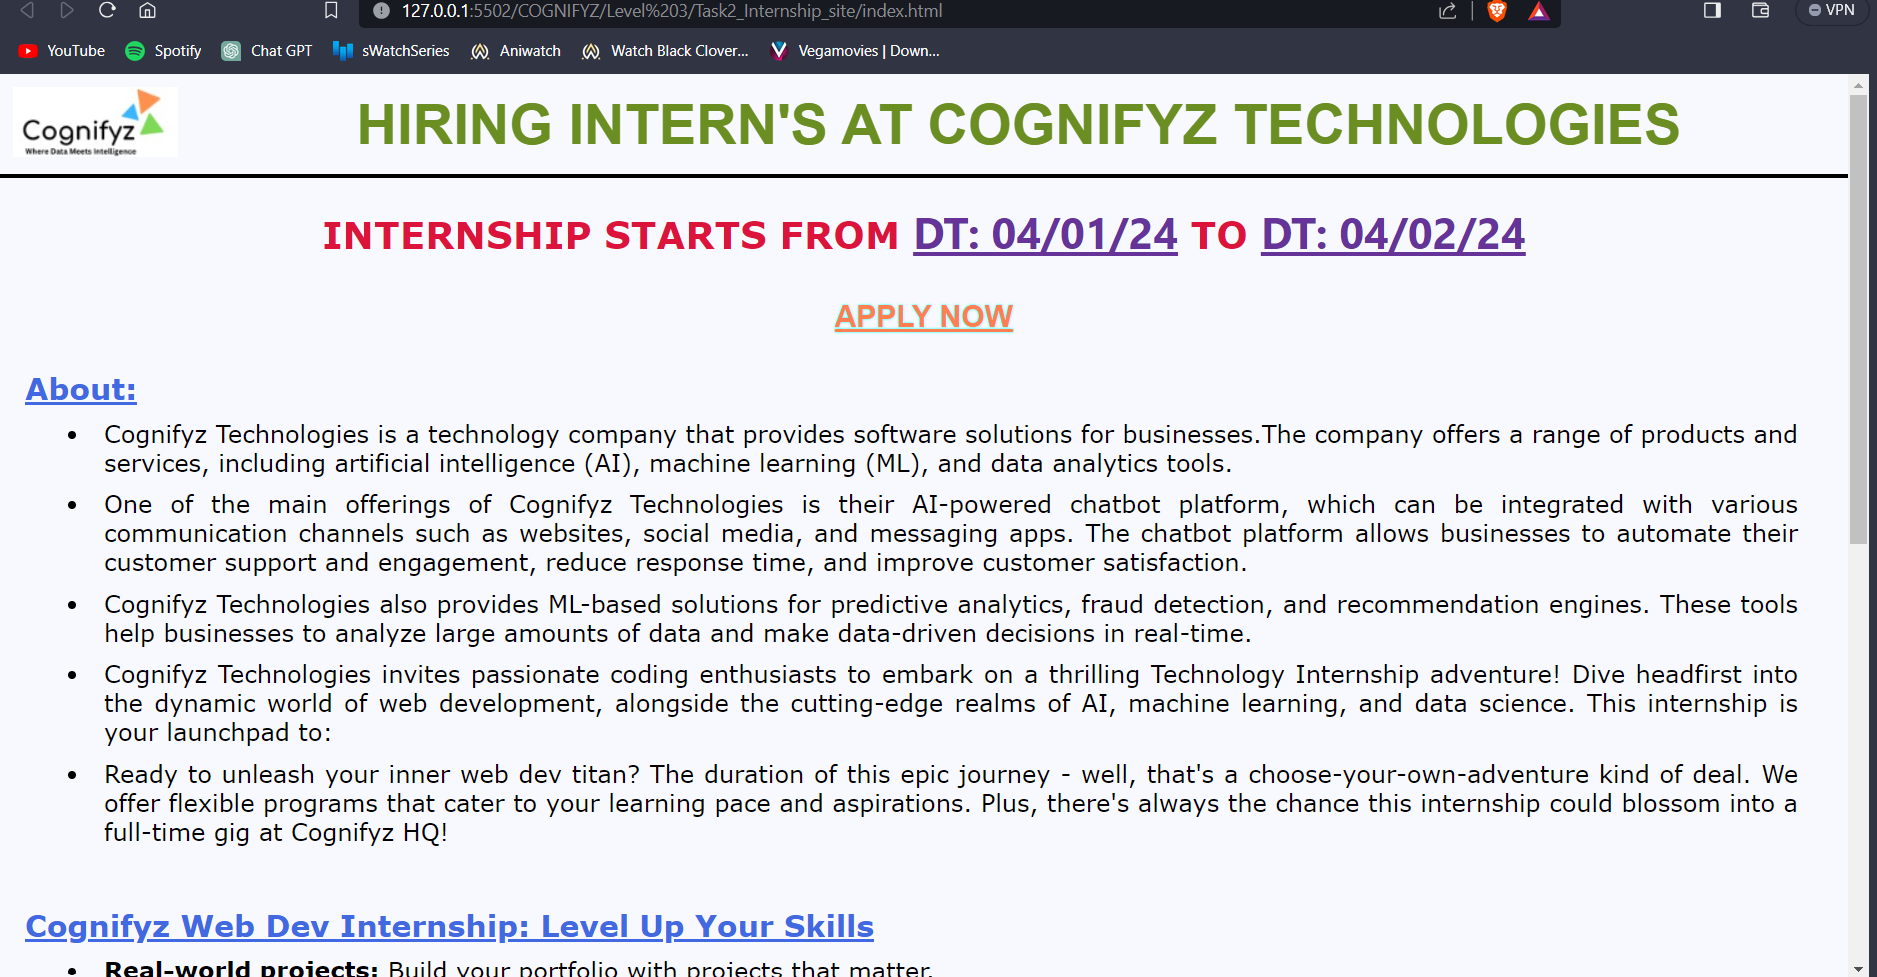 127.0.0.1:5502/COGNIFYZ/Level%203/Task2_Internship_site/index.html
VPN
YouTube Spotify Chat GPT sWatchSeries Aniwatch Watch Black Clover... Vegamovies | Down...
Cognifyz
Where Data Meets Intelligence
HIRING INTERN'S AT COGNIFYZ TECHNOLOGIES
INTERNSHIP STARTS FROM DT: 04/01/24 TO DT: 04/02/24
APPLY NOW
About:
• Cognifyz Technologies is a technology company that provides software solutions for businesses.The company offers a range of products and
services, including artificial intelligence (AI), machine learning (ML), and data analytics tools.
• One of the main offerings of Cognifyz Technologies is their AI-powered chatbot platform, which can be integrated with various
communication channels such as websites, social media, and messaging apps. The chatbot platform allows businesses to automate their
customer support and engagement, reduce response time, and improve customer satisfaction.
• Cognifyz Technologies also provides ML-based solutions for predictive analytics, fraud detection, and recommendation engines. These tools
help businesses to analyze large amounts of data and make data-driven decisions in real-time.
• Cognifyz Technologies invites passionate coding enthusiasts to embark on a thrilling Technology Internship adventure! Dive headfirst into
the dynamic world of web development, alongside the cutting-edge realms of AI, machine learning, and data science. This internship is
your launchpad to:
• Ready to unleash your inner web dev titan? The duration of this epic journey - well, that's a choose-your-own-adventure kind of deal. We
offer flexible programs that cater to your learning pace and aspirations. Plus, there's always the chance this internship could blossom into a
full-time gig at Cognifyz HQ!
Cognifyz Web Dev Internship: Level Up Your Skills
• Real-world projects: Build your portfolio with projects that matter.